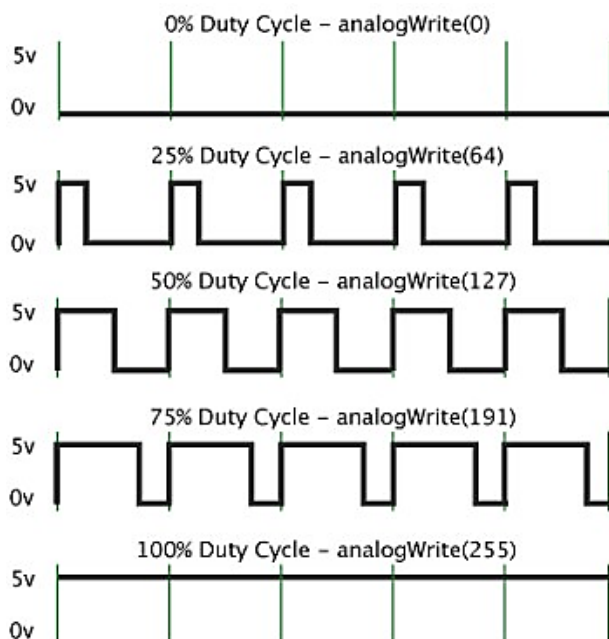 0% Duty Cycle – analogWrite(0)
5v
0v
25% Duty Cycle – analogWrite(64)
5v
0v
50% Duty Cycle – analogWrite(127)
5v
0v
75% Duty Cycle – analogWrite(191)
5v
0v
100% Duty Cycle – analogWrite(255)
5v
0v